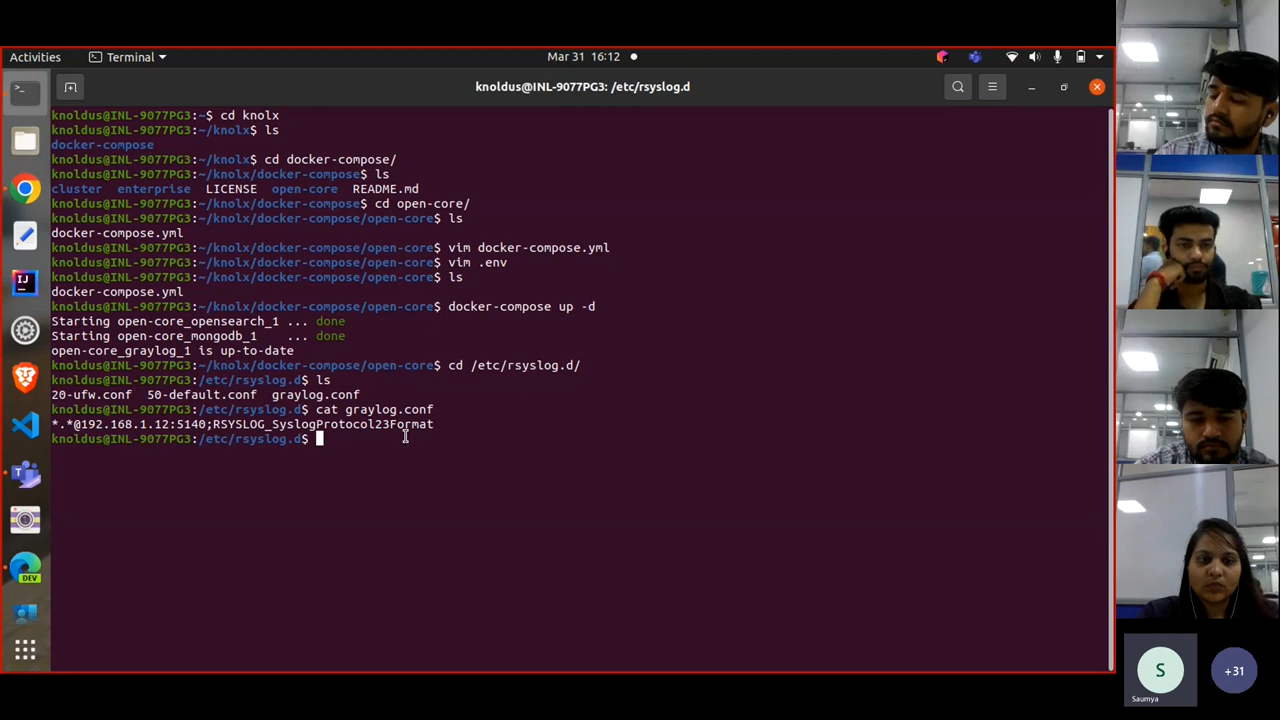 Activities
Terminal
Mar 31 16:12
knoldus@INL-9077PG3: /etc/rsyslog.d
knoldus@INL-9077PG3:~$ cd knolx
knoldus@INL-9077PG3:~/knolx$ ls
docker-compose
knoldus@INL-9077PG3:~/knolx$ cd docker-compose/
knoldus@INL-9077PG3:~/knolx/docker-compose$ ls
cluster enterprise LICENSE open-core README.md
knoldus@INL-9077PG3:~/knolx/docker-compose$ cd open-core/
knoldus@INL-9077PG3:~/knolx/docker-compose/open-core$ ls
docker-compose.yml
knoldus@INL-9077PG3:~/knolx/docker-compose/open-core$ vim docker-compose.yml
knoldus@INL-9077PG3:~/knolx/docker-compose/open-core$ vim .env
knoldus@INL-9077PG3:~/knolx/docker-compose/open-core$ ls
docker-compose.yml
knoldus@INL-9077PG3:~/knolx/docker-compose/open-core$ docker-compose up -d
Starting open-core_opensearch_1 ... done
Starting open-core_mongodb_1 ... done
open-core_graylog_1 is up-to-date
knoldus@INL-9077PG3:~/knolx/docker-compose/open-core$ cd /etc/rsyslog.d/
knoldus@INL-9077PG3:/etc/rsyslog.d$ ls
20-ufw.conf 50-default.conf graylog.conf
knoldus@INL-9077PG3:/etc/rsyslog.d$ cat graylog.conf
*.*@192.168.1.12:5140;RSYSLOG_SyslogProtocol23Format
knoldus@INL-9077PG3:/etc/rsyslog.d$
IJ
DEV
S
Saumya
+31